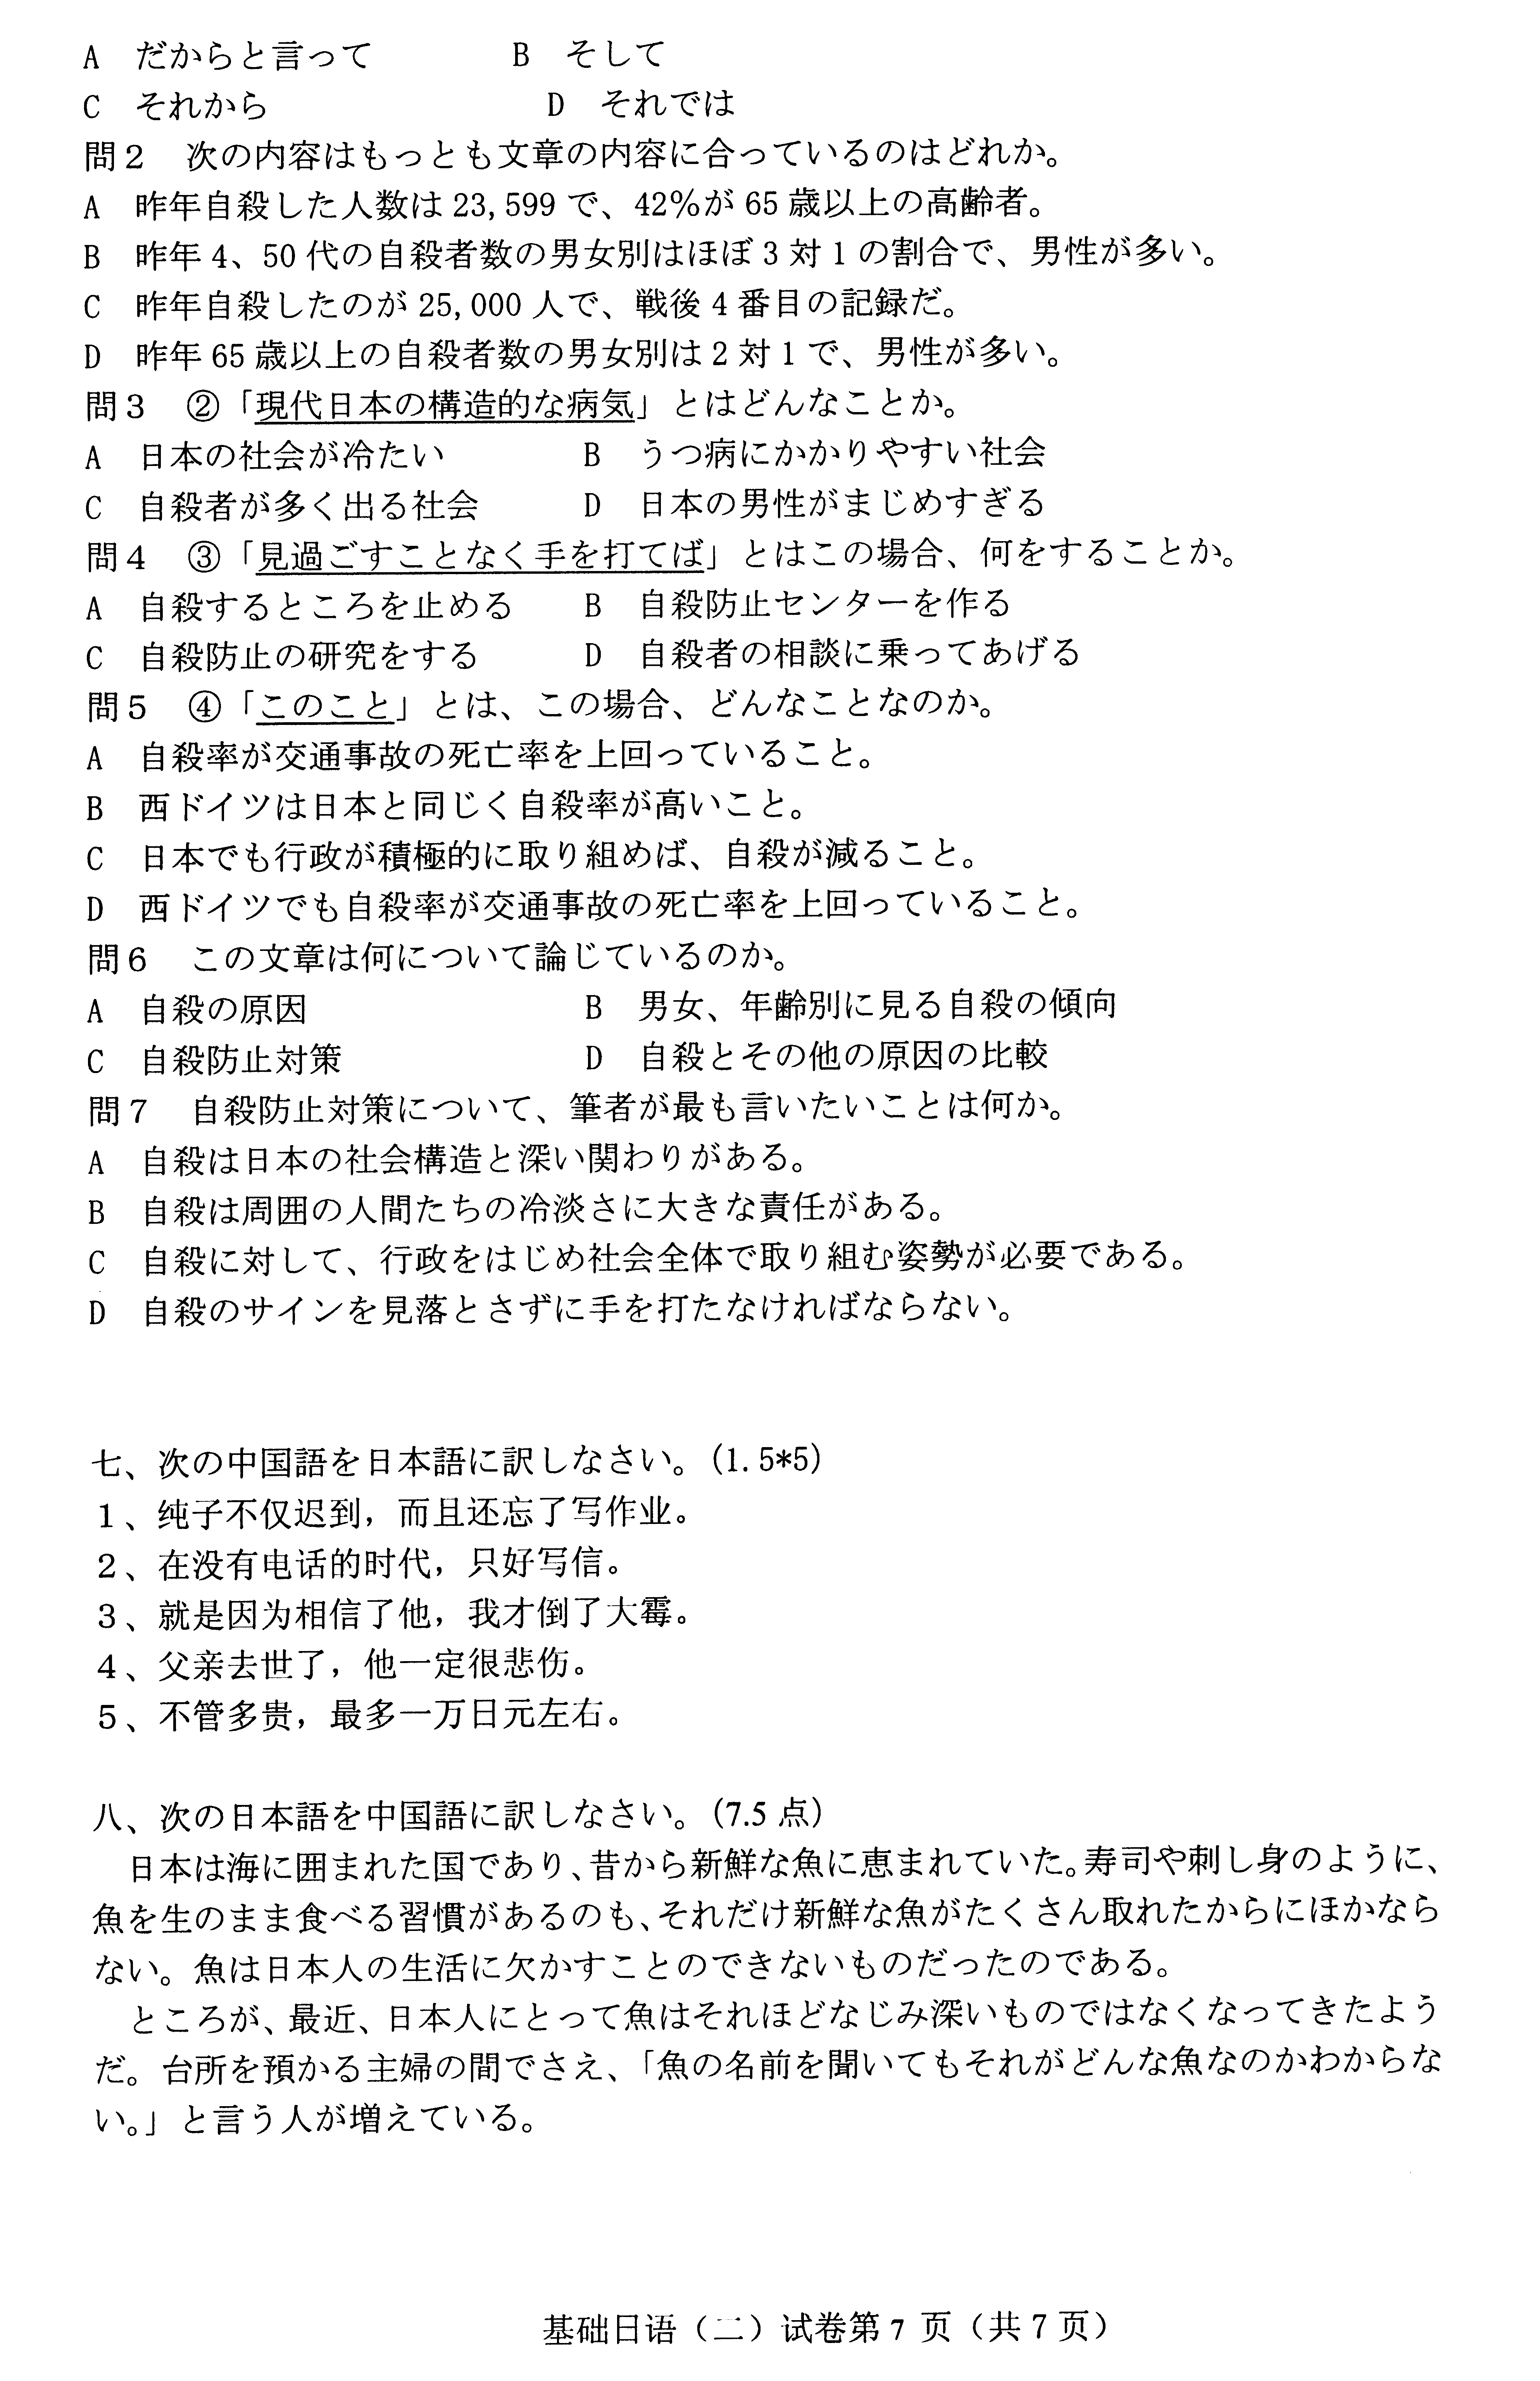 A　だからと言って　　　　B　そして
C　それから　　　　　　　　D　それでは
問２　次の内容はもっとも文章の内容に合っているのはどれか。
A　昨年自殺した人数は 23,599 で、42％が 65 歳以上の高齢者。
B　昨年 4、50 代の自殺者数の男女別はほぼ 3 対 1 の割合で、男性が多い。
C　昨年自殺したのが 25,000 人で、戦後 4 番目の記録だ。
D　昨年 65 歳以上の自殺者数の男女別は 2 対 1 で、男性が多い。
問３　②「現代日本の構造的な病気」とはどんなことか。
A　日本の社会が冷たい　　　　B　うつ病にかかりやすい社会
C　自殺者が多く出る社会　　　D　日本の男性がまじめすぎる
問４　③「見過ごすことなく手を打てば」とはこの場合、何をすることか。
A　自殺するところを止める　　B　自殺防止センターを作る
C　自殺防止の研究をする　　　D　自殺者の相談に乗ってあげる
問５　④「このこと」とは、この場合、どんなことなのか。
A　自殺率が交通事故の死亡率を上回っていること。
B　西ドイツは日本と同じく自殺率が高いこと。
C　日本でも行政が積極的に取り組めば、自殺が減ること。
D　西ドイツでも自殺率が交通事故の死亡率を上回っていること。
問６　この文章は何について論じているのか。
A　自殺の原因　　　　　　　　B　男女、年齢別に見る自殺の傾向
C　自殺防止対策　　　　　　　D　自殺とその他の原因の比較
問７　自殺防止対策について、筆者が最も言いたいことは何か。
A　自殺は日本の社会構造と深い関わりがある。
B　自殺は周囲の人間たちの冷淡さに大きな責任がある。
C　自殺に対して、行政をはじめ社会全体で取り組む姿勢が必要である。
D　自殺のサインを見落とさずに手を打たなければならない。
七、次の中国語を日本語に訳しなさい。(1.5*5)
１、纯子不仅迟到，而且还忘了写作业。
２、在没有电话的时代，只好写信。
３、就是因为相信了他，我才倒了大霉。
４、父亲去世了，他一定很悲伤。
５、不管多贵，最多一万日元左右。
八、次の日本語を中国語に訳しなさい。(7.5 点)
日本は海に囲まれた国であり、昔から新鮮な魚に恵まれていた。寿司や刺し身のように、
魚を生のまま食べる習慣があるのも、それだけ新鮮な魚がたくさん取れたからにほかなら
ない。魚は日本人の生活に欠かすことのできないものだったのである。
ところが、最近、日本人にとって魚はそれほどなじみ深いものではなくなってきたよう
だ。台所を預かる主婦の間でさえ、「魚の名前を聞いてもそれがどんな魚なのかわからな
い。」と言う人が増えている。
基础日语（二）试卷第 7 页（共 7 页）